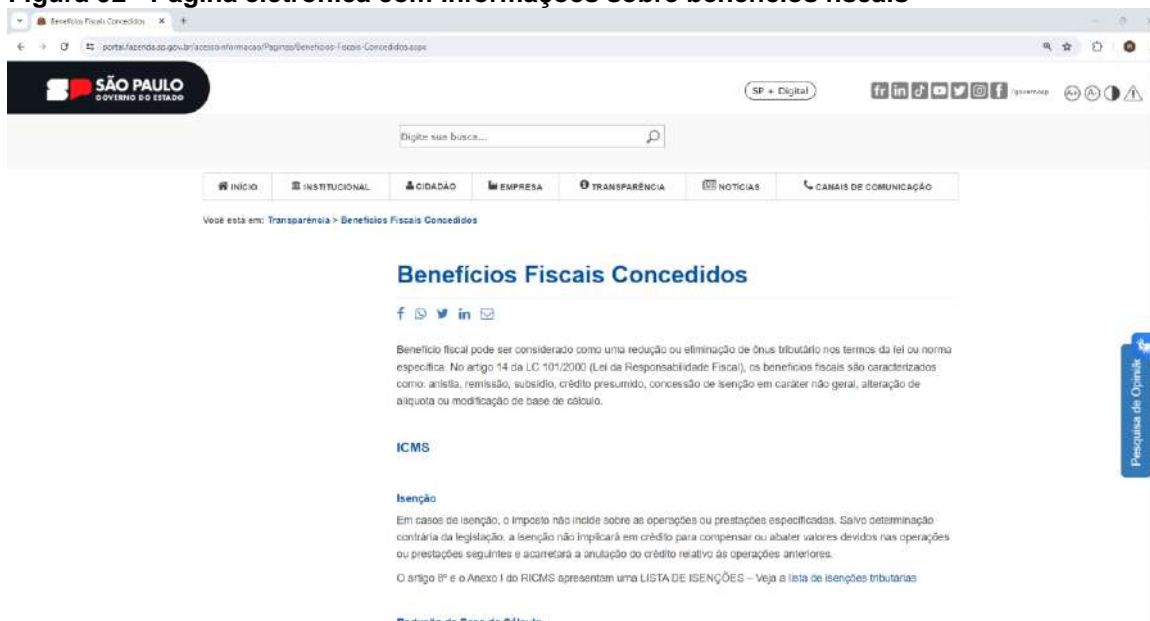 Figura 32 - Página eletrônica com informações sobre benefícios fiscais
Benefícios Fiscais Concedidos
portal.fazenda.sp.gov.br/acessoinformacao/Paginas/Beneficios-Fiscais-Concedidos.aspx
SÃO PAULO
GOVERNO DO ESTADO
SP + Digital
/governosp
A+ A-
Digite sua busca...
INÍCIO INSTITUCIONAL CIDADÃO EMPRESA TRANSPARÊNCIA NOTÍCIAS CANAIS DE COMUNICAÇÃO
Você está em: Transparência > Benefícios Fiscais Concedidos
Benefícios Fiscais Concedidos
Benefício fiscal pode ser considerado como uma redução ou eliminação de ônus tributário nos termos da lei ou norma
específica. No artigo 14 da LC 101/2000 (Lei da Responsabilidade Fiscal), os benefícios fiscais são caracterizados
como: anistia, remissão, subsídio, crédito presumido, concessão de isenção em caráter não geral, alteração de
alíquota ou modificação de base de cálculo.
Pesquisa de Opinião
ICMS
Isenção
Em casos de isenção, o imposto não incide sobre as operações ou prestações especificadas. Salvo determinação
contrária da legislação, a isenção não implicará em crédito para compensar ou abater valores devidos nas operações
ou prestações seguintes e acarretará a anulação do crédito relativo às operações anteriores.
O artigo 8º e o Anexo I do RICMS apresentam uma LISTA DE ISENÇÕES – Veja a lista de isenções tributárias
Redução de Base de Cálculo